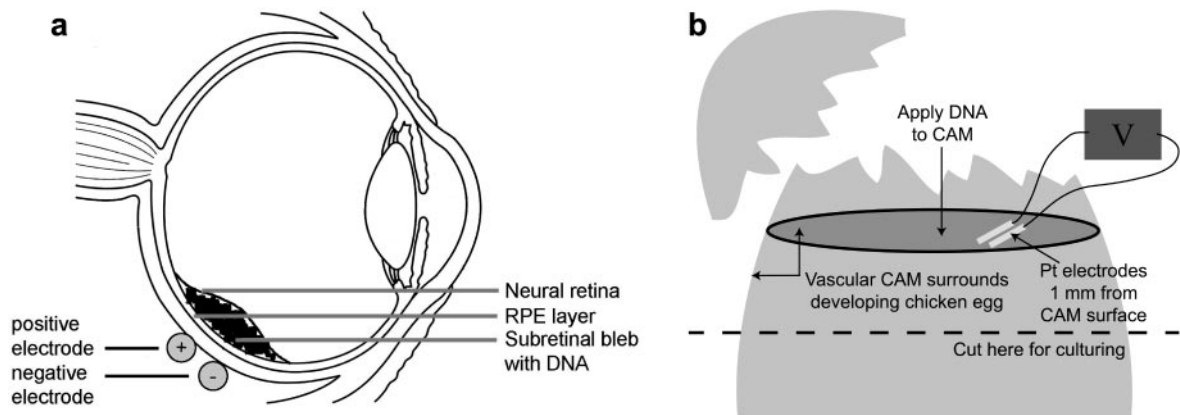 a
Neural retina
RPE layer
Subretinal bleb
with DNA
positive
electrode
+
negative
electrode
-
b
Apply DNA
to CAM
V
Vascular CAM surrounds
developing chicken egg
Pt electrodes
1 mm from
CAM surface
Cut here for culturing